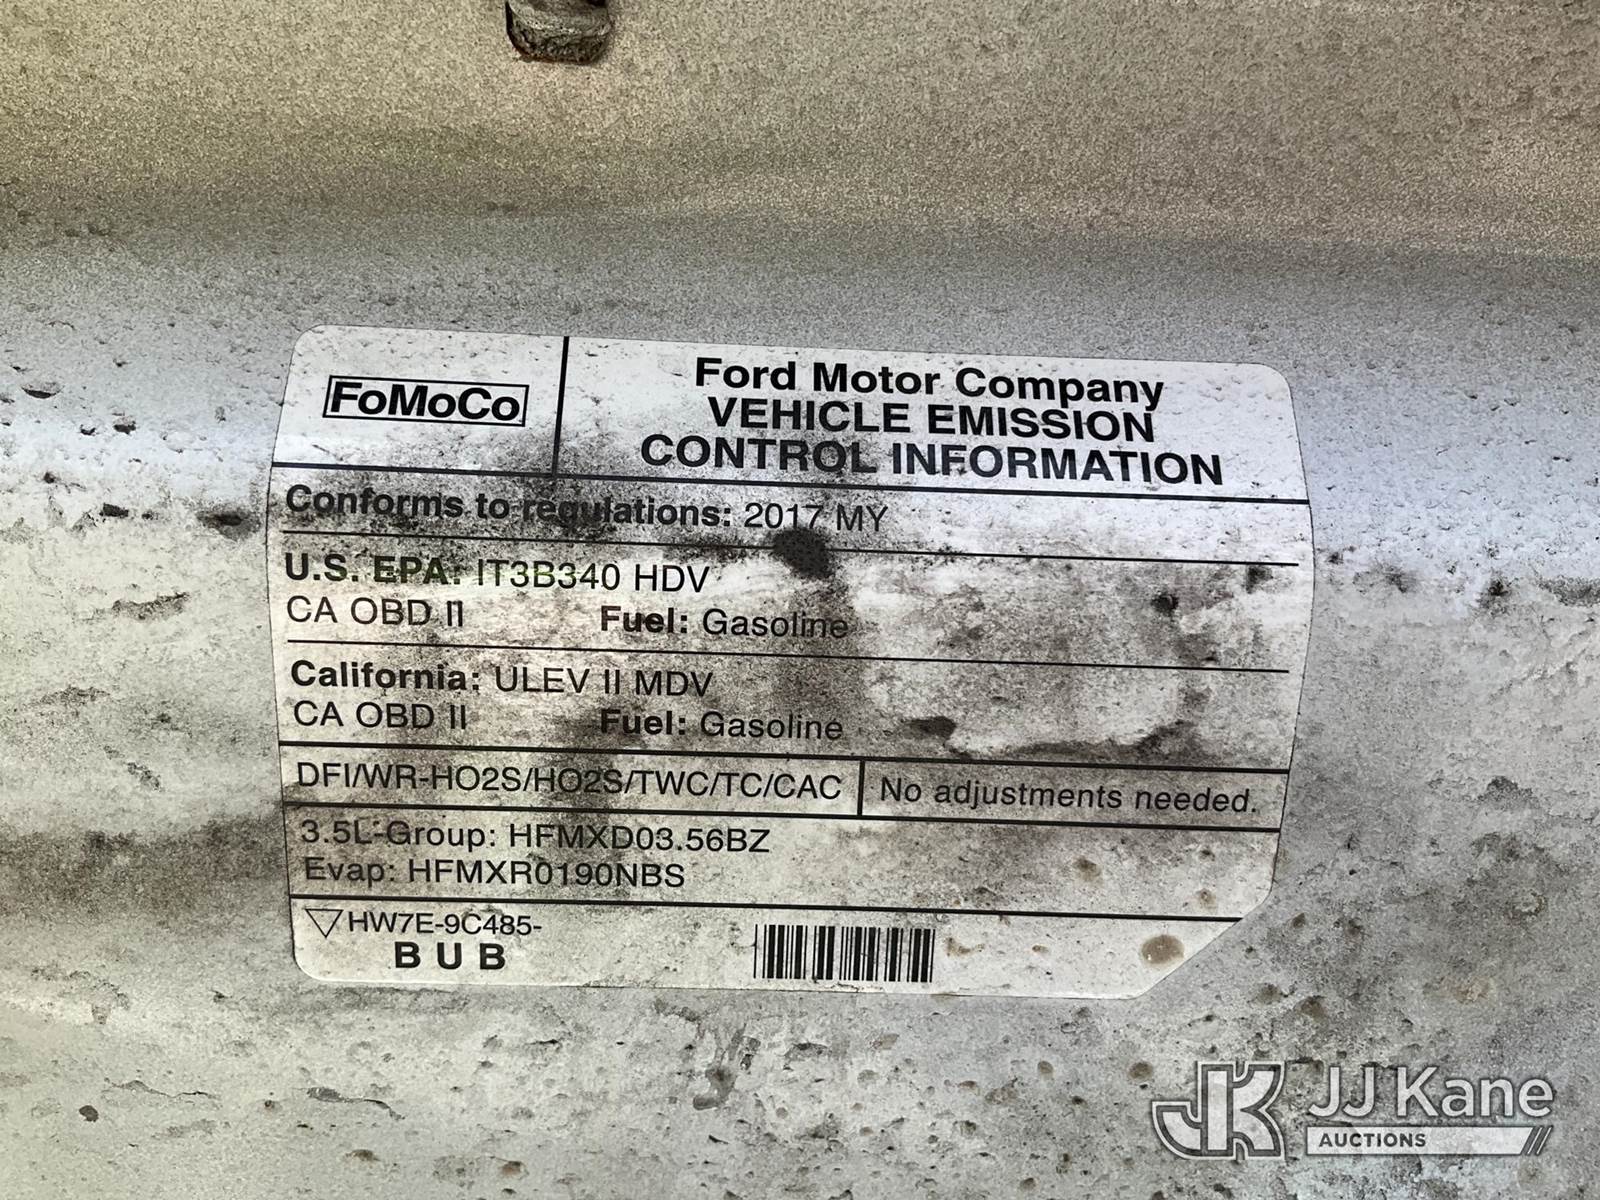 FoMoCo
Ford Motor Company
VEHICLE EMISSION
CONTROL INFORMATION
Conforms to regulations: 2017 MY
U.S. EPA: IT3B340 HDV
CA OBD II Fuel: Gasoline
California: ULEV II MDV
CA OBD II Fuel: Gasoline
DFI/WR-HO2S/HO2S/TWC/TC/CAC
No adjustments needed.
3.5L-Group: HFMXD03.56BZ
Evap: HFMXR0190NBS
HW7E-9C485-
B U B
JK JJ Kane
AUCTIONS